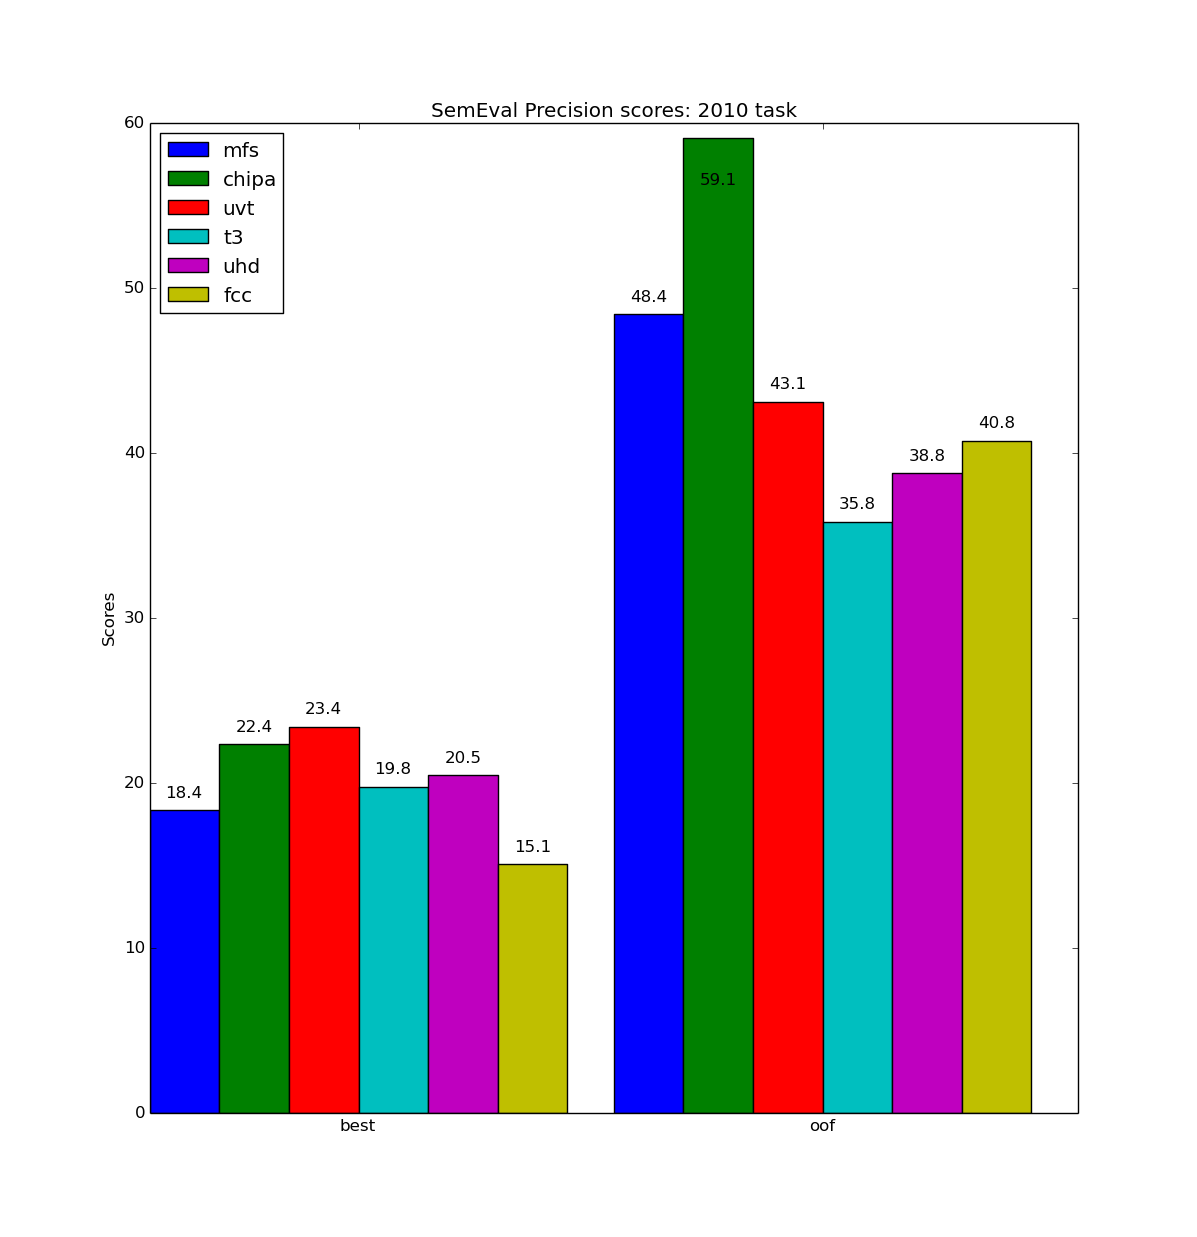 SemEval Precision scores: 2010 task
60
50
40
30
20
10
0
Scores
mfs
chipa
uvt
t3
uhd
fcc
18.4
22.4
23.4
19.8
20.5
15.1
48.4
59.1
43.1
35.8
38.8
40.8
best
oof